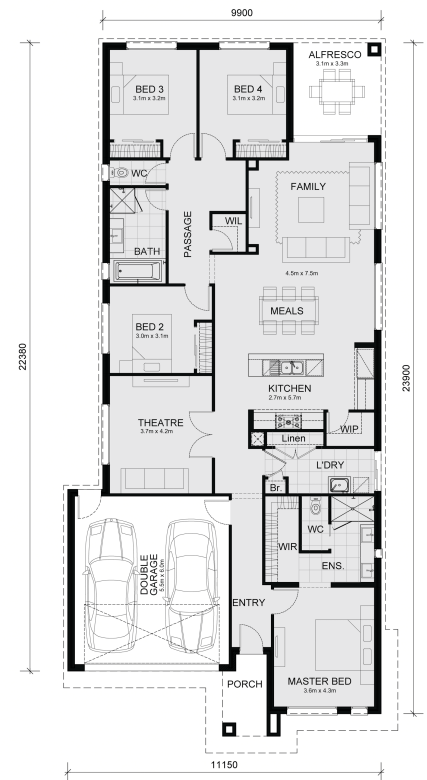 9900
ALFRESCO
3.1m x 3.3m
BED 3
3.1m x 3.2m
BED 4
3.1m x 3.2m
WC
FAMILY
WIL
PASSAGE
BATH
4.5m x 7.5m
MEALS
BED 2
3.0m x 3.1m
22380
23900
KITCHEN
2.7m x 5.7m
THEATRE
3.7m x 4.2m
WIP
Linen
L'DRY
Br.
WC
WIR
ENS.
DOUBLE
GARAGE
5.5m x 6.0m
ENTRY
MASTER BED
3.6m x 4.3m
PORCH
11150